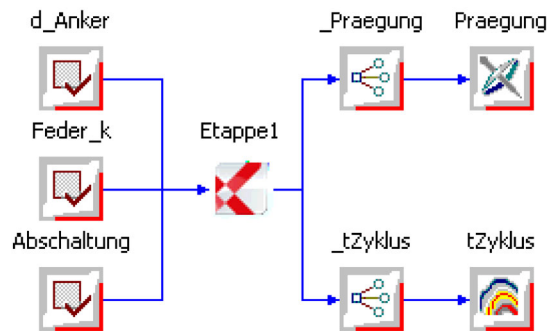 d_Anker
_Praegung
Praegung
Feder_k
Etappe1
Abschaltung
_tZyklus
tZyklus